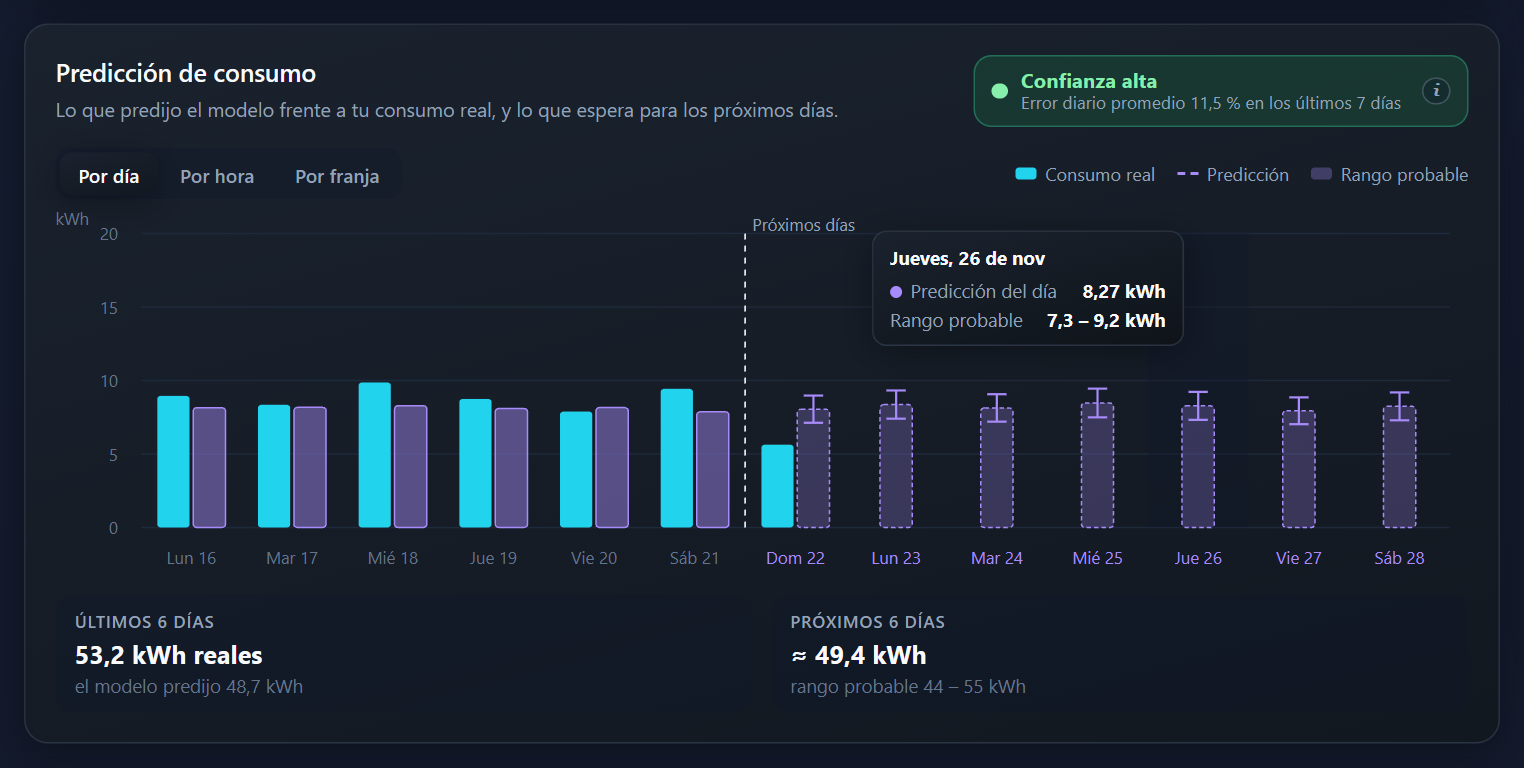 Predicción de consumo
Lo que predijo el modelo frente a tu consumo real, y lo que espera para los próximos días.
Confianza alta
Error diario promedio 11,5 % en los últimos 7 días
i
Por día Por hora Por franja
Consumo real Predicción Rango probable
kWh
Próximos días
20
15
10
5
0
Jueves, 26 de nov
Predicción del día 8,27 kWh
Rango probable 7,3 – 9,2 kWh
Lun 16 Mar 17 Mié 18 Jue 19 Vie 20 Sáb 21 Dom 22 Lun 23 Mar 24 Mié 25 Jue 26 Vie 27 Sáb 28
ÚLTIMOS 6 DÍAS
53,2 kWh reales
el modelo predijo 48,7 kWh
PRÓXIMOS 6 DÍAS
≈ 49,4 kWh
rango probable 44 – 55 kWh